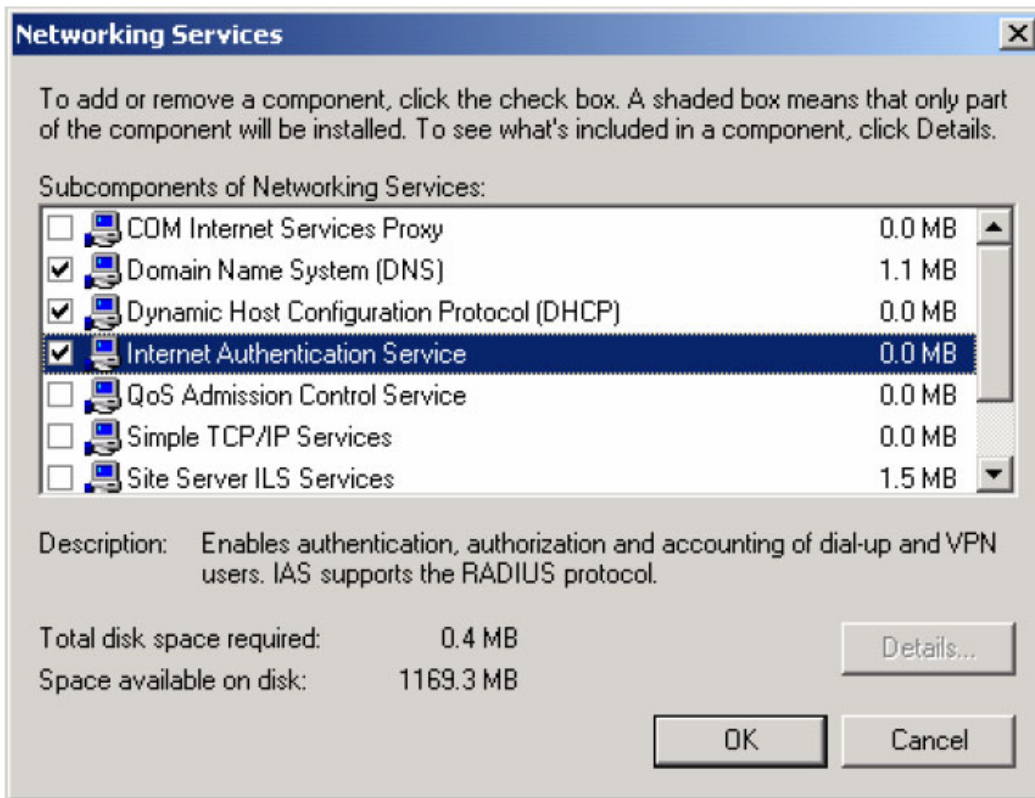 Networking Services
To add or remove a component, click the check box. A shaded box means that only part
of the component will be installed. To see what's included in a component, click Details.
Subcomponents of Networking Services:
COM Internet Services Proxy 0.0 MB
Domain Name System (DNS) 1.1 MB
Dynamic Host Configuration Protocol (DHCP) 0.0 MB
Internet Authentication Service 0.0 MB
QoS Admission Control Service 0.0 MB
Simple TCP/IP Services 0.0 MB
Site Server ILS Services 1.5 MB
Description: Enables authentication, authorization and accounting of dial-up and VPN
users. IAS supports the RADIUS protocol.
Total disk space required: 0.4 MB
Space available on disk: 1169.3 MB
Details...
OK Cancel